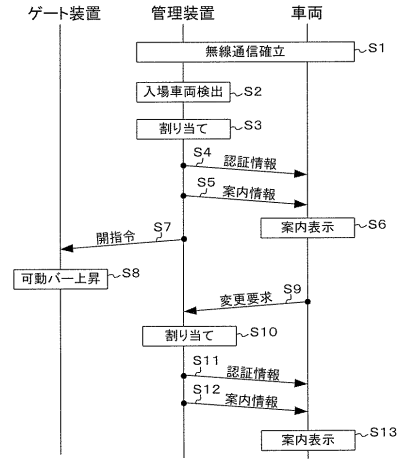 ゲート装置 管理装置 車両
無線通信確立 S1
入場車両検出 S2
割り当て S3
S4 認証情報
S5 案内情報
案内表示 S6
開指令 S7
可動バー上昇 S8
変更要求 S9
割り当て S10
S11 認証情報
S12 案内情報
案内表示 S13